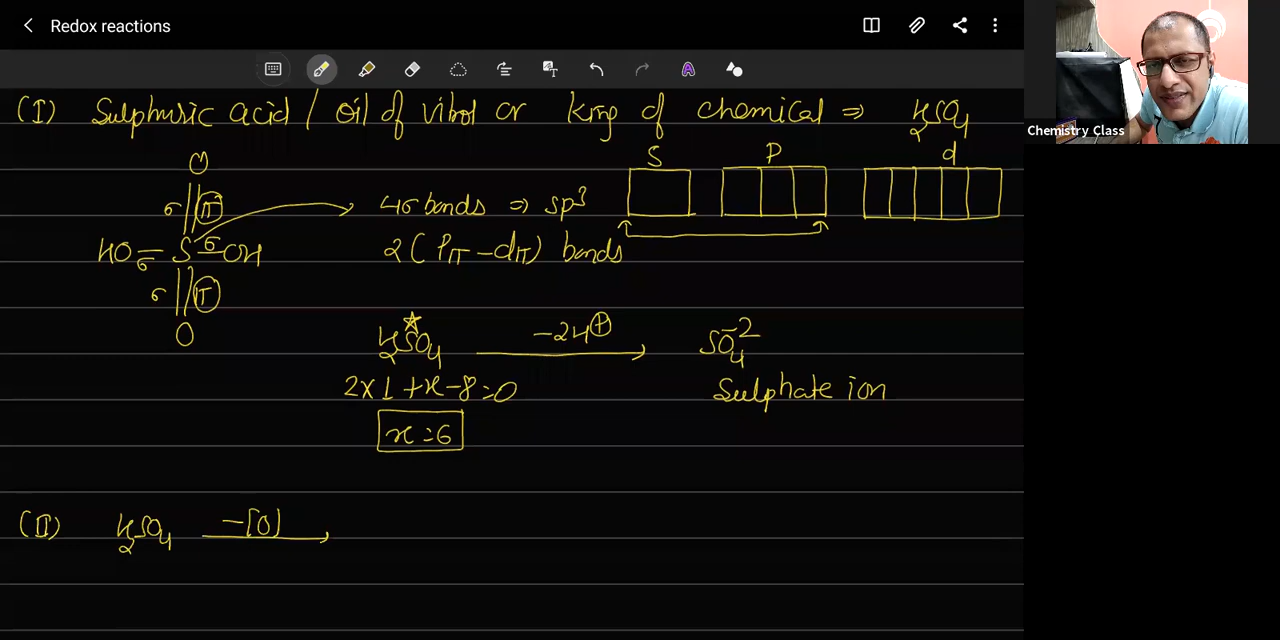 Redox reactions
(I) Sulphuric acid / oil of vitrol or King of chemical ⇒ H₂SO₄
Chemistry Class
S P d
O
σ || π
4σ bonds ⇒ sp³
HO –σ S σ– OH
2 (Pπ – dπ) bonds
σ || π
O
H₂SO₄ –2H⊕ → SO₄⁻²
2×1 + x – 8 = 0
Sulphate ion
x = 6
(II) H₂SO₄ –[O] →